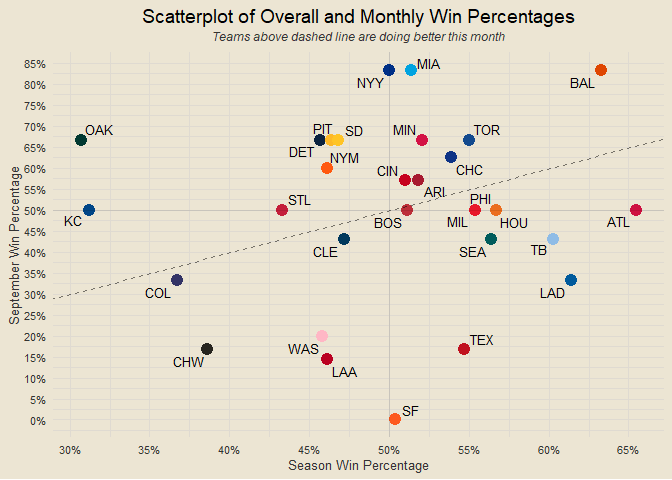 Scatterplot of Overall and Monthly Win Percentages
Teams above dashed line are doing better this month
September Win Percentage
85%
80%
75%
70%
65%
60%
55%
50%
45%
40%
35%
30%
25%
20%
15%
10%
5%
0%
MIA
NYY
BAL
OAK
PIT
SD
MIN
TOR
DET
NYM
CIN
CHC
ARI
STL
PHI
KC
BOS
MIL
HOU
ATL
CLE
SEA
TB
COL
LAD
WAS
TEX
CHW
LAA
SF
30%
35%
40%
45%
50%
55%
60%
65%
Season Win Percentage